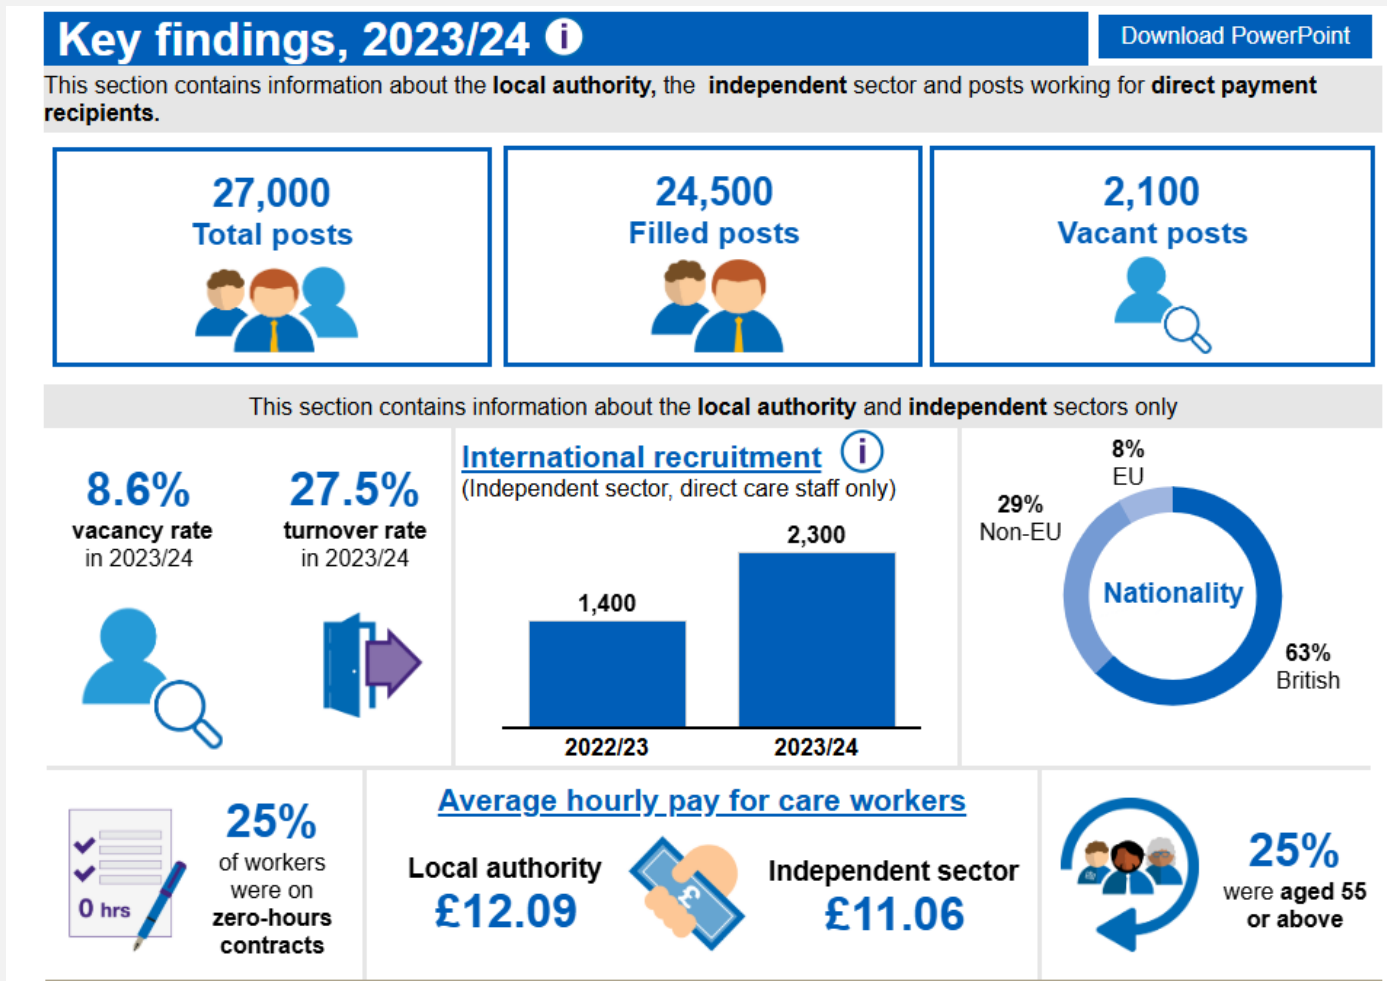 Key findings, 2023/24 i
Download PowerPoint
This section contains information about the local authority, the independent sector and posts working for direct payment
recipients.
27,000
Total posts
24,500
Filled posts
2,100
Vacant posts
This section contains information about the local authority and independent sectors only
8.6%
vacancy rate
in 2023/24
27.5%
turnover rate
in 2023/24
International recruitment i
(Independent sector, direct care staff only)
1,400
2,300
2022/23
2023/24
8%
EU
29%
Non-EU
Nationality
63%
British
0 hrs
25%
of workers
were on
zero-hours
contracts
Average hourly pay for care workers
Local authority
£12.09
£
Independent sector
£11.06
25%
were aged 55
or above